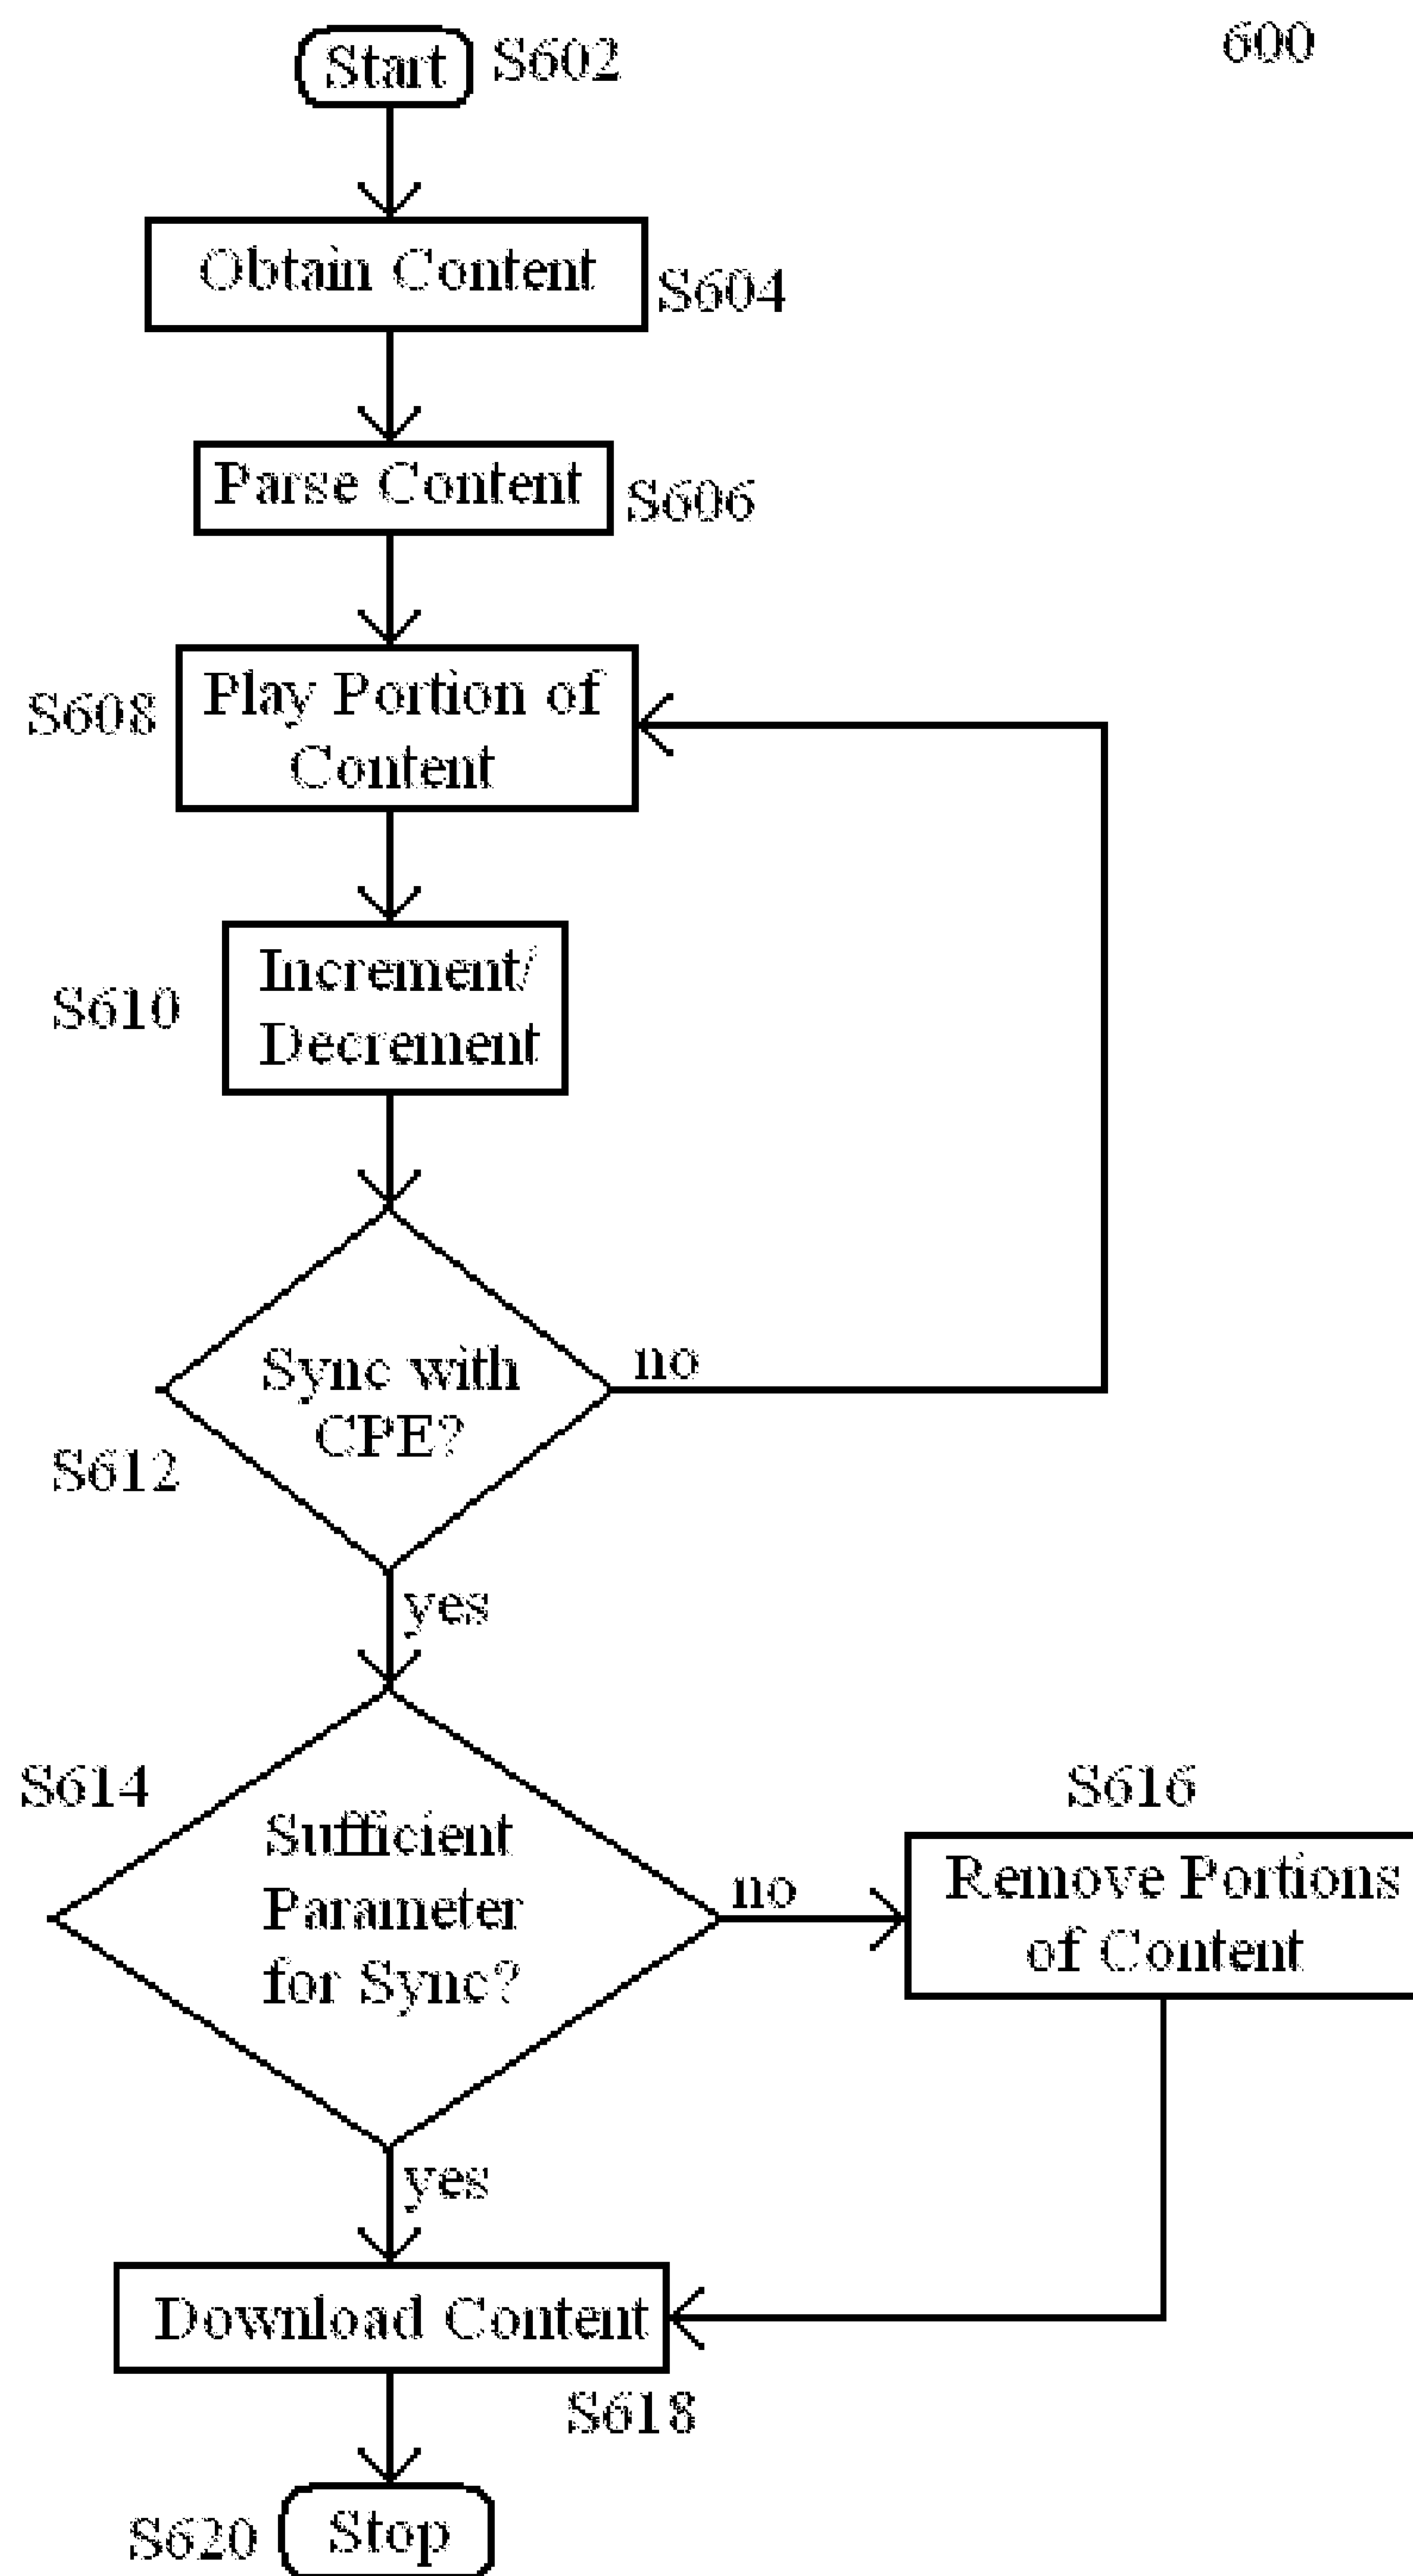 600
Start
S602
Obtain Content
S604
Parse Content
S606
S608
Play Portion of
Content
S610
Increment/
Decrement
Sync with
CPE?
no
S612
yes
S614
Sufficient
Parameter
for Sync?
no
S616
Remove Portions
of Content
yes
Download Content
S618
S620
Stop